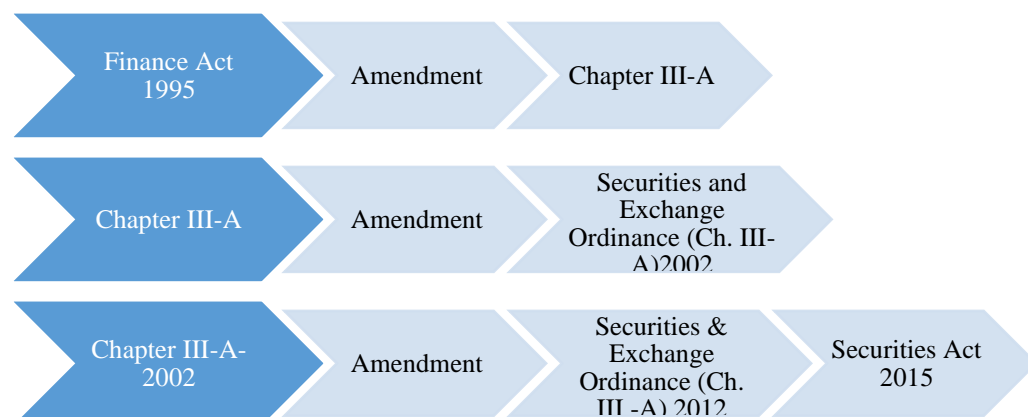 Finance Act
1995
Amendment
Chapter III-A
Chapter III-A
Amendment
Securities and
Exchange
Ordinance (Ch. III-
A)2002
Chapter III-A-
2002
Amendment
Securities &
Exchange
Ordinance (Ch.
III -A) 2012
Securities Act
2015